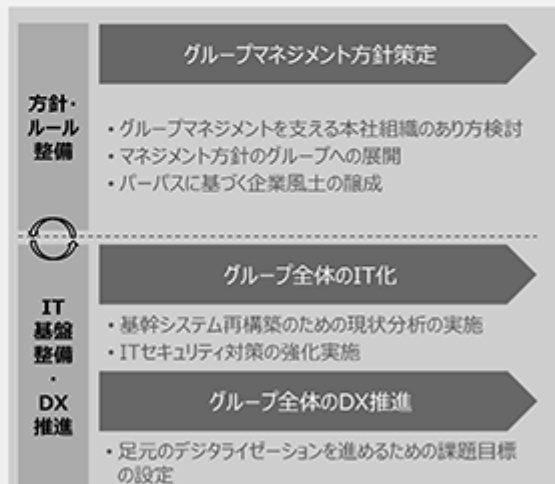 グループマネジメント方針策定
方針・
ルール
整備
・グループマネジメントを支える本社組織のあり方検討
・マネジメント方針のグループへの展開
・パーパスに基づく企業風土の醸成
グループ全体のIT化
IT
基盤
整備
・
DX
推進
・基幹システム再構築のための現状分析の実施
・ITセキュリティ対策の強化実施
グループ全体のDX推進
・足元のデジタライゼーションを進めるための課題目標
の設定